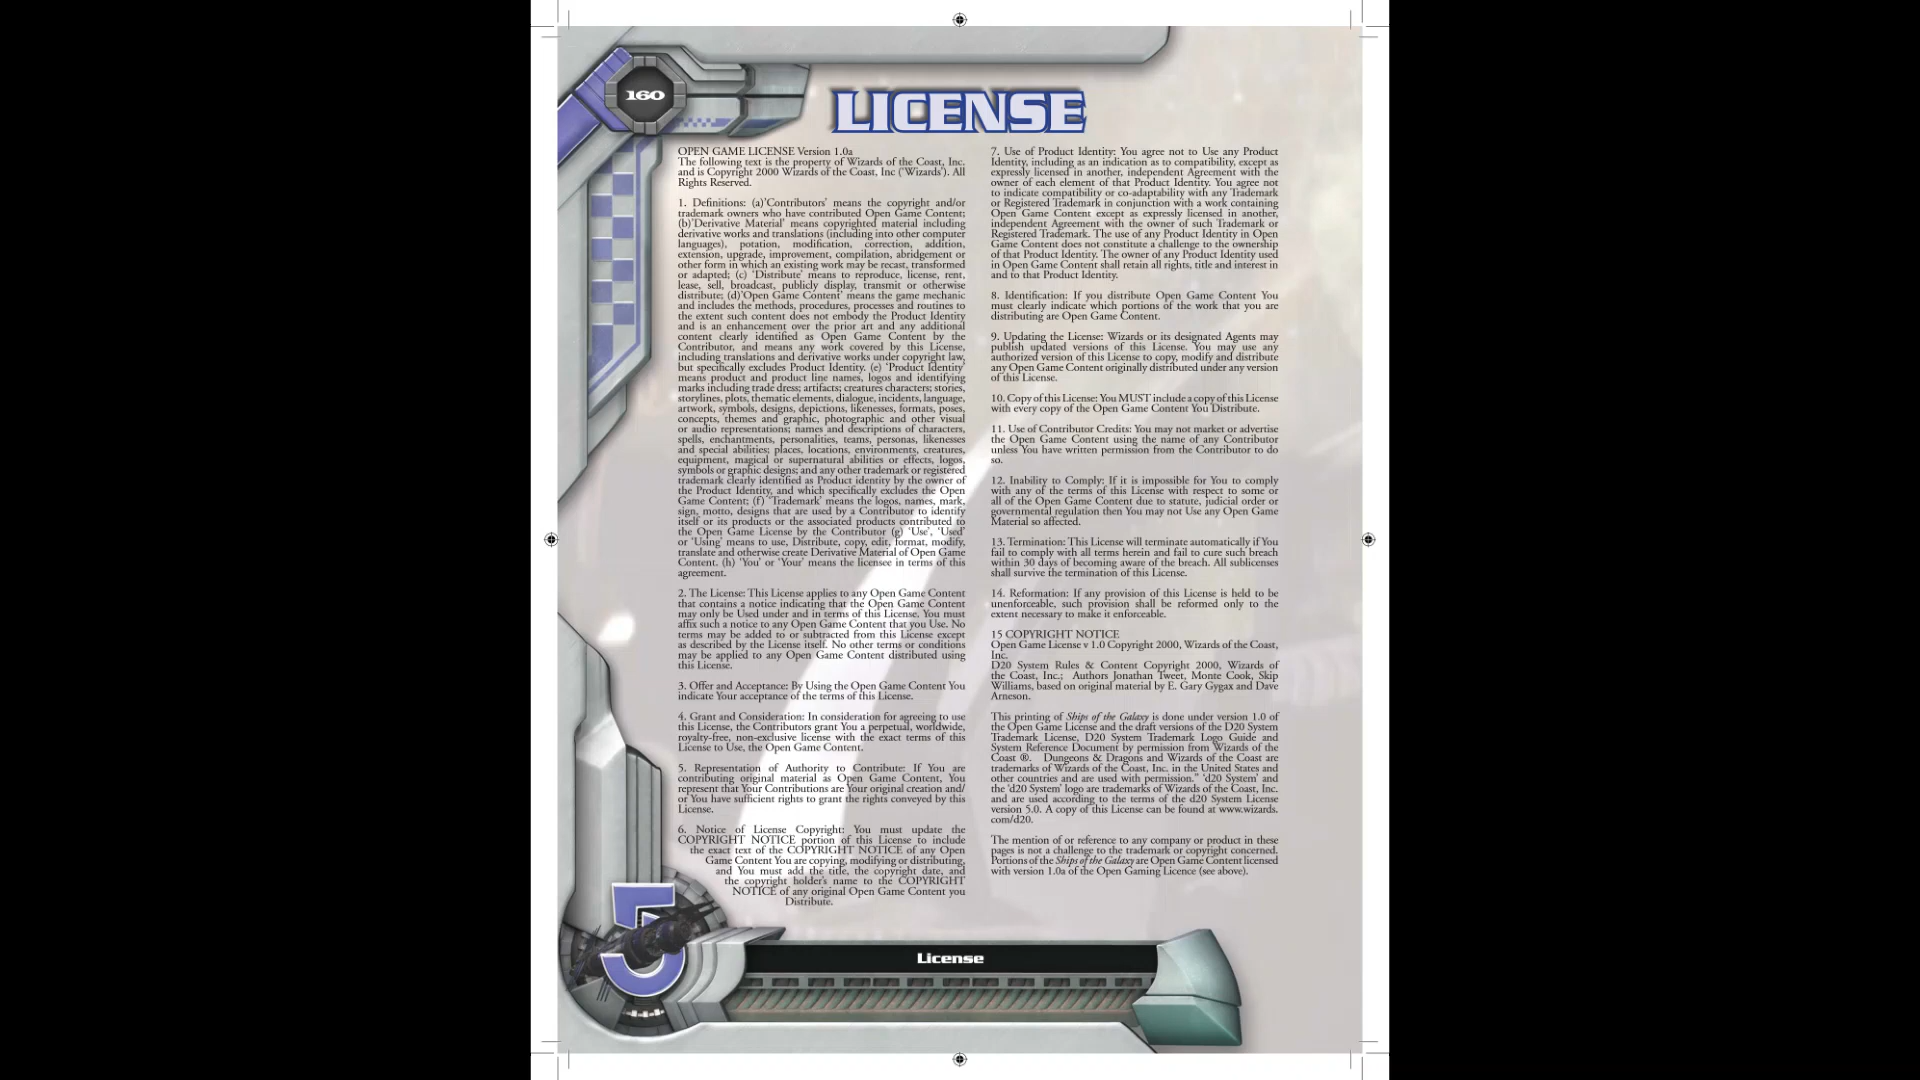 160
LICENSE
OPEN GAME LICENSE Version 1.0a
The following text is the property of Wizards of the Coast, Inc.
and is Copyright 2000 Wizards of the Coast, Inc ('Wizards'). All
Rights Reserved.
1. Definitions: (a)'Contributors' means the copyright and/or
trademark owners who have contributed Open Game Content;
(b)'Derivative Material' means copyrighted material including
derivative works and translations (including into other computer
languages), potation, modification, correction, addition,
extension, upgrade, improvement, compilation, abridgement or
other form in which an existing work may be recast, transformed
or adapted; (c) 'Distribute' means to reproduce, license, rent,
lease, sell, broadcast, publicly display, transmit or otherwise
distribute; (d)'Open Game Content' means the game mechanic
and includes the methods, procedures, processes and routines to
the extent such content does not embody the Product Identity
and is an enhancement over the prior art and any additional
content clearly identified as Open Game Content by the
Contributor, and means any work covered by this License,
including translations and derivative works under copyright law,
but specifically excludes Product Identity. (e) 'Product Identity'
means product and product line names, logos and identifying
marks including trade dress; artifacts; creatures characters; stories,
storylines, plots, thematic elements, dialogue, incidents, language,
artwork, symbols, designs, depictions, likenesses, formats, poses,
concepts, themes and graphic, photographic and other visual
or audio representations; names and descriptions of characters,
spells, enchantments, personalities, teams, personas, likenesses
and special abilities; places, locations, environments, creatures,
equipment, magical or supernatural abilities or effects, logos,
symbols or graphic designs; and any other trademark or registered
trademark clearly identified as Product identity by the owner of
the Product Identity, and which specifically excludes the Open
Game Content; (f) 'Trademark' means the logos, names, mark,
sign, motto, designs that are used by a Contributor to identify
itself or its products or the associated products contributed to
the Open Game License by the Contributor (g) 'Use', 'Used'
or 'Using' means to use, Distribute, copy, edit, format, modify,
translate and otherwise create Derivative Material of Open Game
Content. (h) 'You' or 'Your' means the licensee in terms of this
agreement.
2. The License: This License applies to any Open Game Content
that contains a notice indicating that the Open Game Content
may only be Used under and in terms of this License. You must
affix such a notice to any Open Game Content that you Use. No
terms may be added to or subtracted from this License except
as described by the License itself. No other terms or conditions
may be applied to any Open Game Content distributed using
this License.
3. Offer and Acceptance: By Using the Open Game Content You
indicate Your acceptance of the terms of this License.
4. Grant and Consideration: In consideration for agreeing to use
this License, the Contributors grant You a perpetual, worldwide,
royalty-free, non-exclusive license with the exact terms of this
License to Use, the Open Game Content.
5. Representation of Authority to Contribute: If You are
contributing original material as Open Game Content, You
represent that Your Contributions are Your original creation and/
or You have sufficient rights to grant the rights conveyed by this
License.
6. Notice of License Copyright: You must update the
COPYRIGHT NOTICE portion of this License to include
the exact text of the COPYRIGHT NOTICE of any Open
Game Content You are copying, modifying or distributing,
and You must add the title, the copyright date, and
the copyright holder's name to the COPYRIGHT
NOTICE of any original Open Game Content you
Distribute.
7. Use of Product Identity: You agree not to Use any Product
Identity, including as an indication as to compatibility, except as
expressly licensed in another, independent Agreement with the
owner of each element of that Product Identity. You agree not
to indicate compatibility or co-adaptability with any Trademark
or Registered Trademark in conjunction with a work containing
Open Game Content except as expressly licensed in another,
independent Agreement with the owner of such Trademark or
Registered Trademark. The use of any Product Identity in Open
Game Content does not constitute a challenge to the ownership
of that Product Identity. The owner of any Product Identity used
in Open Game Content shall retain all rights, title and interest in
and to that Product Identity.
8. Identification: If you distribute Open Game Content You
must clearly indicate which portions of the work that you are
distributing are Open Game Content.
9. Updating the License: Wizards or its designated Agents may
publish updated versions of this License. You may use any
authorized version of this License to copy, modify and distribute
any Open Game Content originally distributed under any version
of this License.
10. Copy of this License: You MUST include a copy of this License
with every copy of the Open Game Content You Distribute.
11. Use of Contributor Credits: You may not market or advertise
the Open Game Content using the name of any Contributor
unless You have written permission from the Contributor to do
so.
12. Inability to Comply: If it is impossible for You to comply
with any of the terms of this License with respect to some or
all of the Open Game Content due to statute, judicial order or
governmental regulation then You may not Use any Open Game
Material so affected.
13. Termination: This License will terminate automatically if You
fail to comply with all terms herein and fail to cure such breach
within 30 days of becoming aware of the breach. All sublicenses
shall survive the termination of this License.
14. Reformation: If any provision of this License is held to be
unenforceable, such provision shall be reformed only to the
extent necessary to make it enforceable.
15 COPYRIGHT NOTICE
Open Game License v 1.0 Copyright 2000, Wizards of the Coast,
Inc.
D20 System Rules & Content Copyright 2000, Wizards of
the Coast, Inc.; Authors Jonathan Tweet, Monte Cook, Skip
Williams, based on original material by E. Gary Gygax and Dave
Arneson.
This printing of Ships of the Galaxy is done under version 1.0 of
the Open Game License and the draft versions of the D20 System
Trademark License, D20 System Trademark Logo Guide and
System Reference Document by permission from Wizards of the
Coast ®. Dungeons & Dragons and Wizards of the Coast are
trademarks of Wizards of the Coast, Inc. in the United States and
other countries and are used with permission." 'd20 System' and
the 'd20 System' logo are trademarks of Wizards of the Coast, Inc.
and are used according to the terms of the d20 System License
version 5.0. A copy of this License can be found at www.wizards.
com/d20.
The mention of or reference to any company or product in these
pages is not a challenge to the trademark or copyright concerned.
Portions of the Ships of the Galaxy are Open Game Content licensed
with version 1.0a of the Open Gaming Licence (see above).
5
License